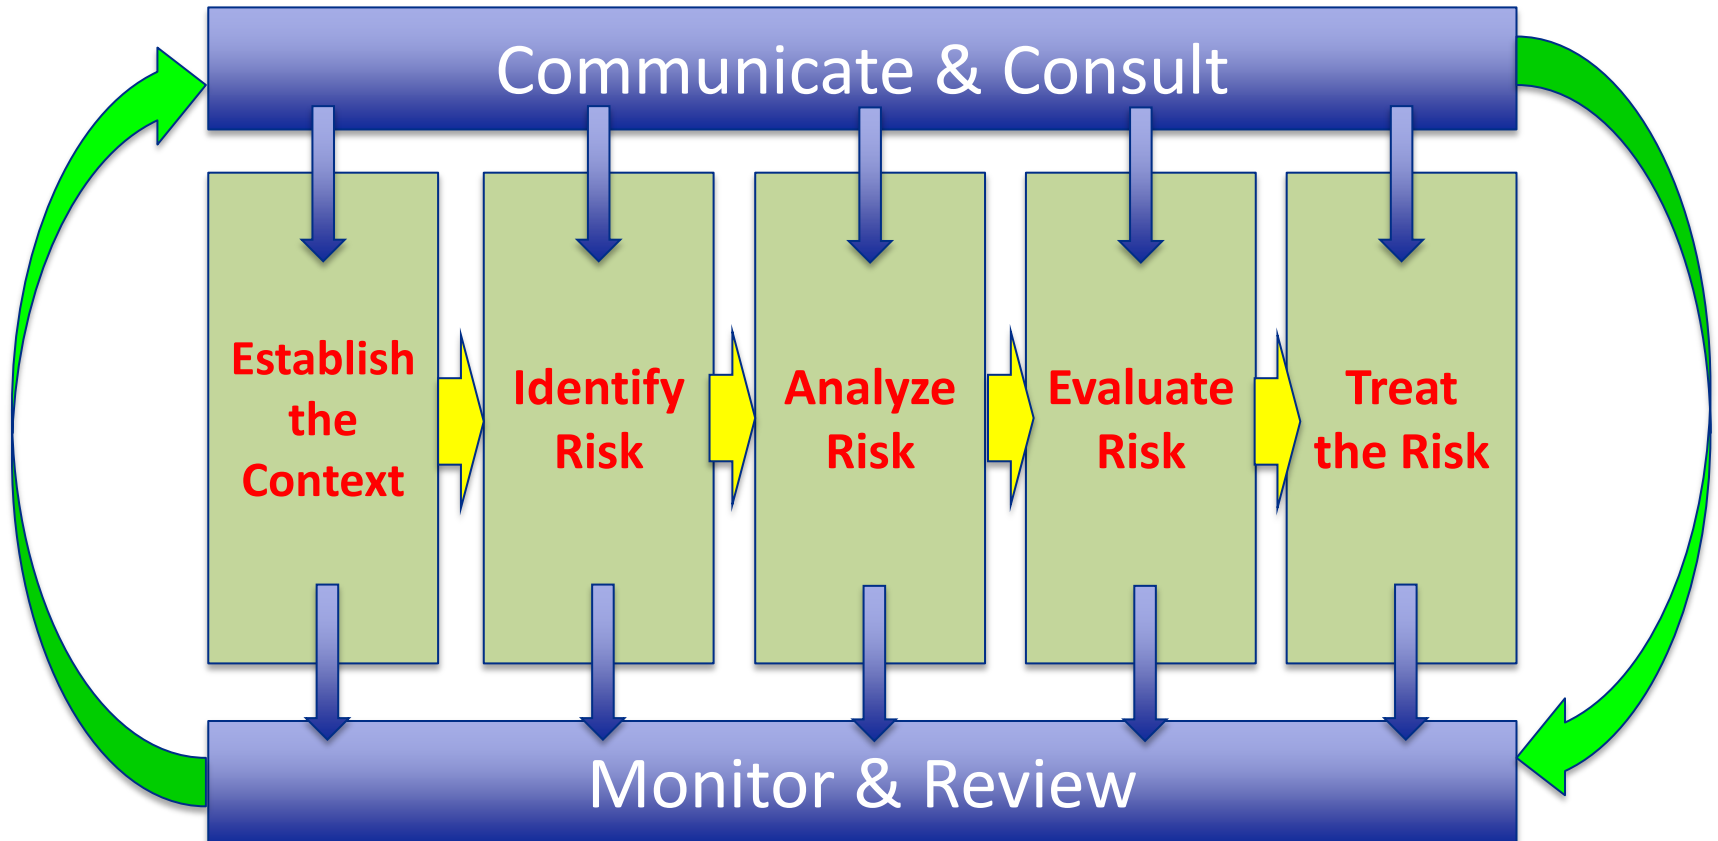 Communicate & Consult
Establish
the
Context
Identify
Risk
Analyze
Risk
Evaluate
Risk
Treat
the Risk
Monitor & Review